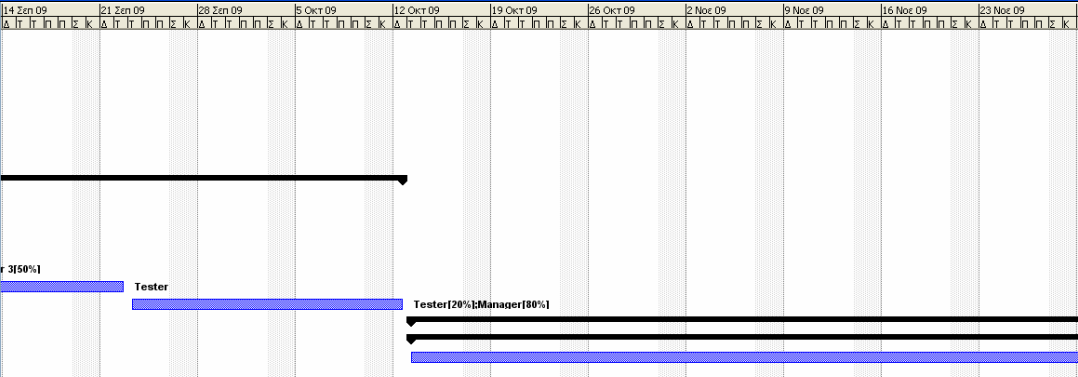 14 Σεπ 09 21 Σεπ 09 28 Σεπ 09 5 Οκτ 09 12 Οκτ 09 19 Οκτ 09 26 Οκτ 09 2 Νοε 09 9 Νοε 09 16 Νοε 09 23 Νοε 09
Δ Τ Τ Π Π Σ Κ Δ Τ Τ Π Π Σ Κ Δ Τ Τ Π Π Σ Κ Δ Τ Τ Π Π Σ Κ Δ Τ Τ Π Π Σ Κ Δ Τ Τ Π Π Σ Κ Δ Τ Τ Π Π Σ Κ Δ Τ Τ Π Π Σ Κ Δ Τ Τ Π Π Σ Κ Δ Τ Τ Π Π Σ Κ Δ Τ Τ Π Π Σ Κ
r 3[50%]
Tester
Tester[20%];Manager[80%]